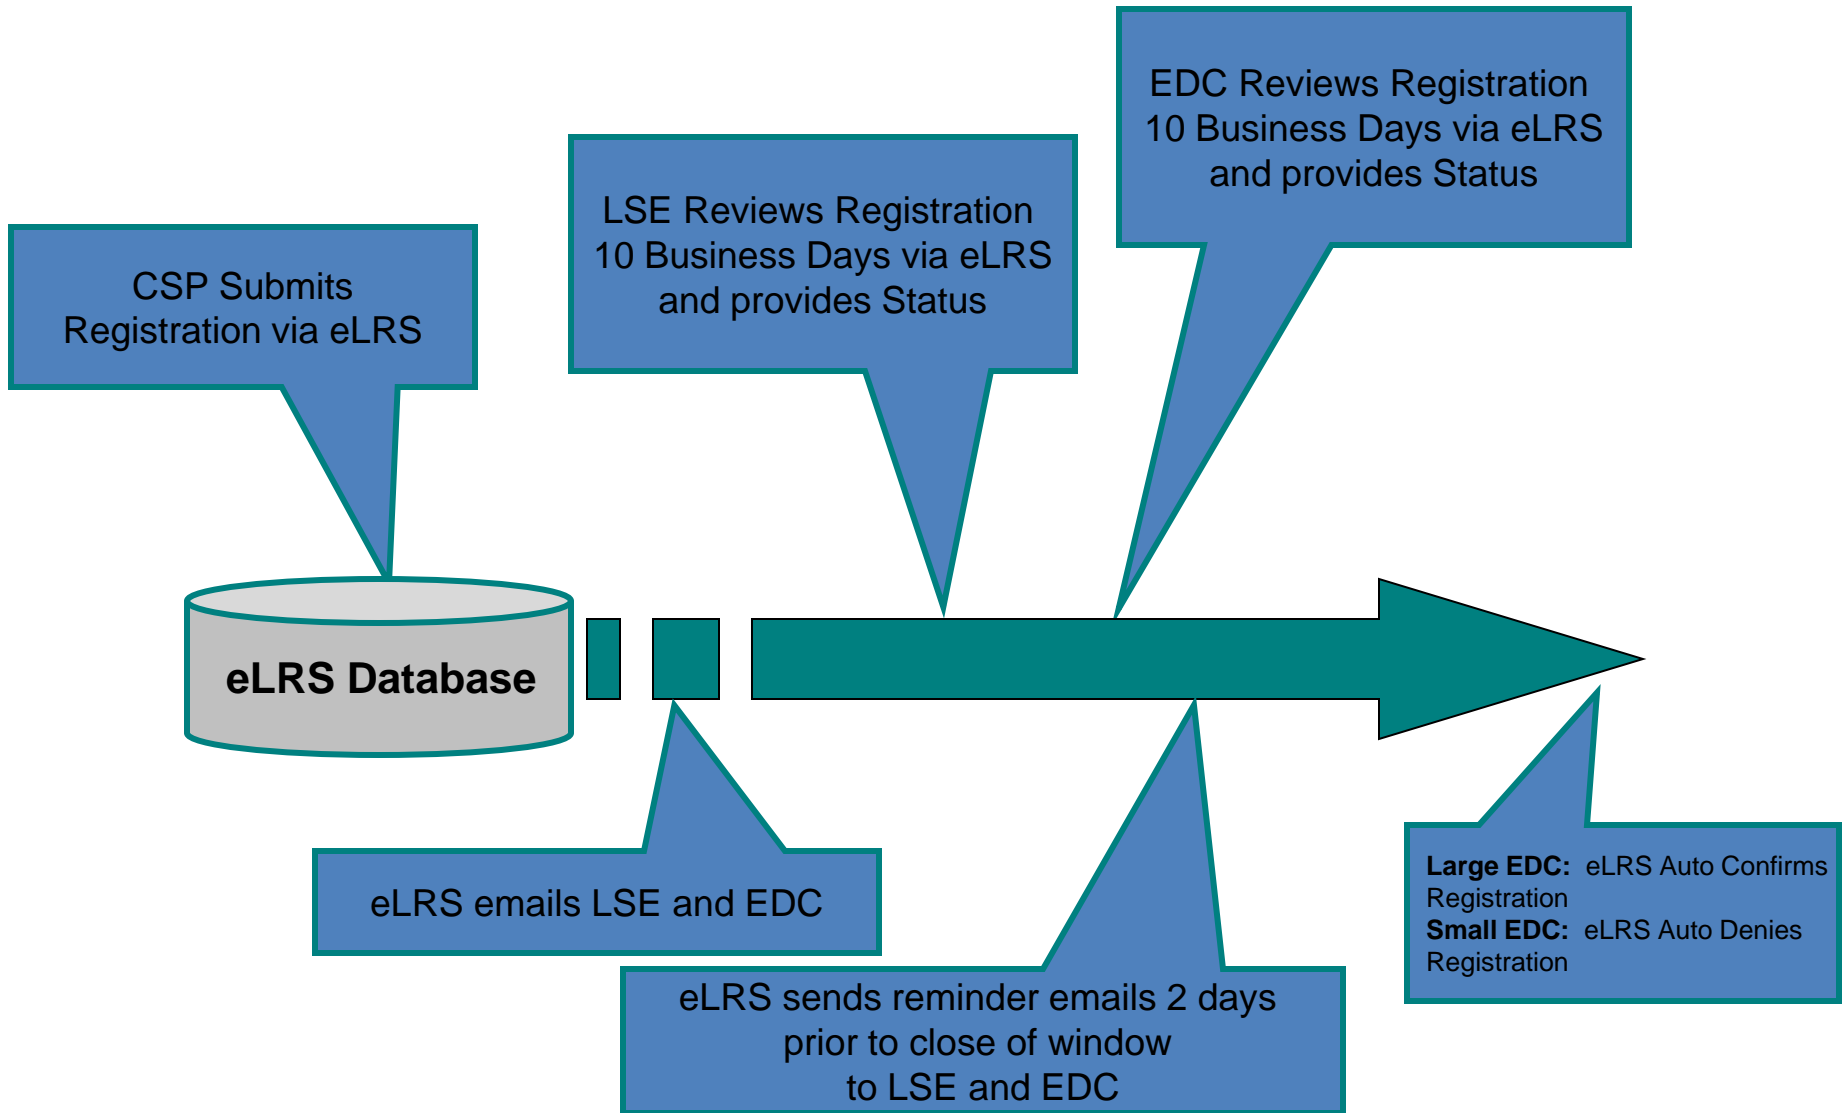 EDC Reviews Registration
10 Business Days via eLRS
and provides Status
LSE Reviews Registration
10 Business Days via eLRS
and provides Status
CSP Submits
Registration via eLRS
eLRS Database
eLRS emails LSE and EDC
eLRS sends reminder emails 2 days
prior to close of window
to LSE and EDC
Large EDC: eLRS Auto Confirms
Registration
Small EDC: eLRS Auto Denies
Registration